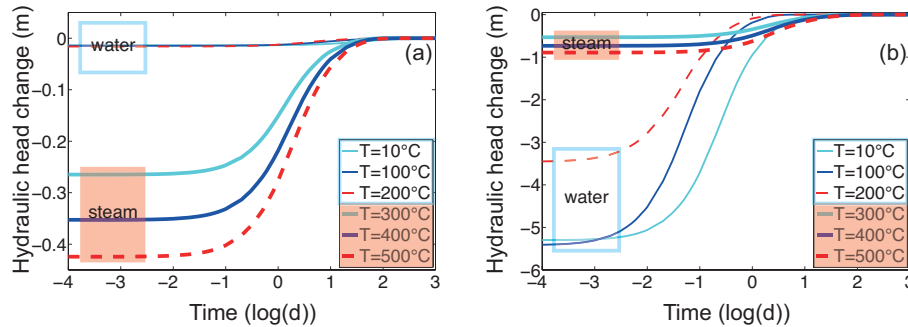 Hydraulic head change (m)
0
−0.1
−0.2
−0.3
−0.4
water
steam
(a)
T=10°C
T=100°C
T=200°C
T=300°C
T=400°C
T=500°C
−4 −3 −2 −1 0 1 2 3
Time (log(d))
Hydraulic head change (m)
0
−1
−2
−3
−4
−5
−6
steam
water
(b)
T=10°C
T=100°C
T=200°C
T=300°C
T=400°C
T=500°C
−4 −3 −2 −1 0 1 2 3
Time (log(d))